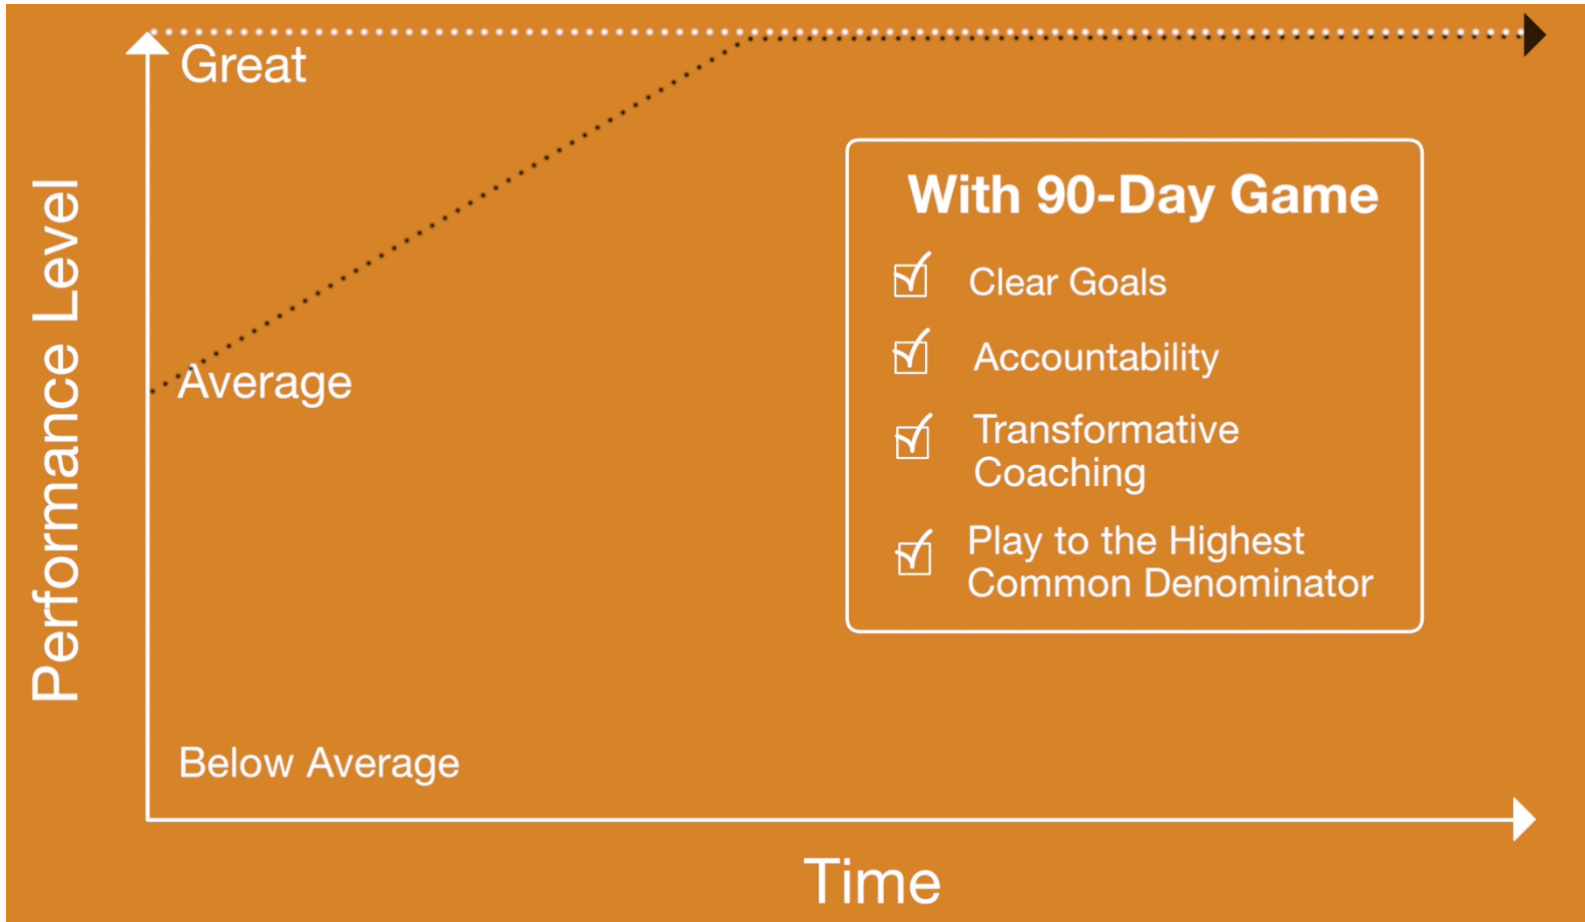 Great
Performance Level
Average
Below Average
Time
With 90-Day Game
Clear Goals
Accountability
Transformative
Coaching
Play to the Highest
Common Denominator